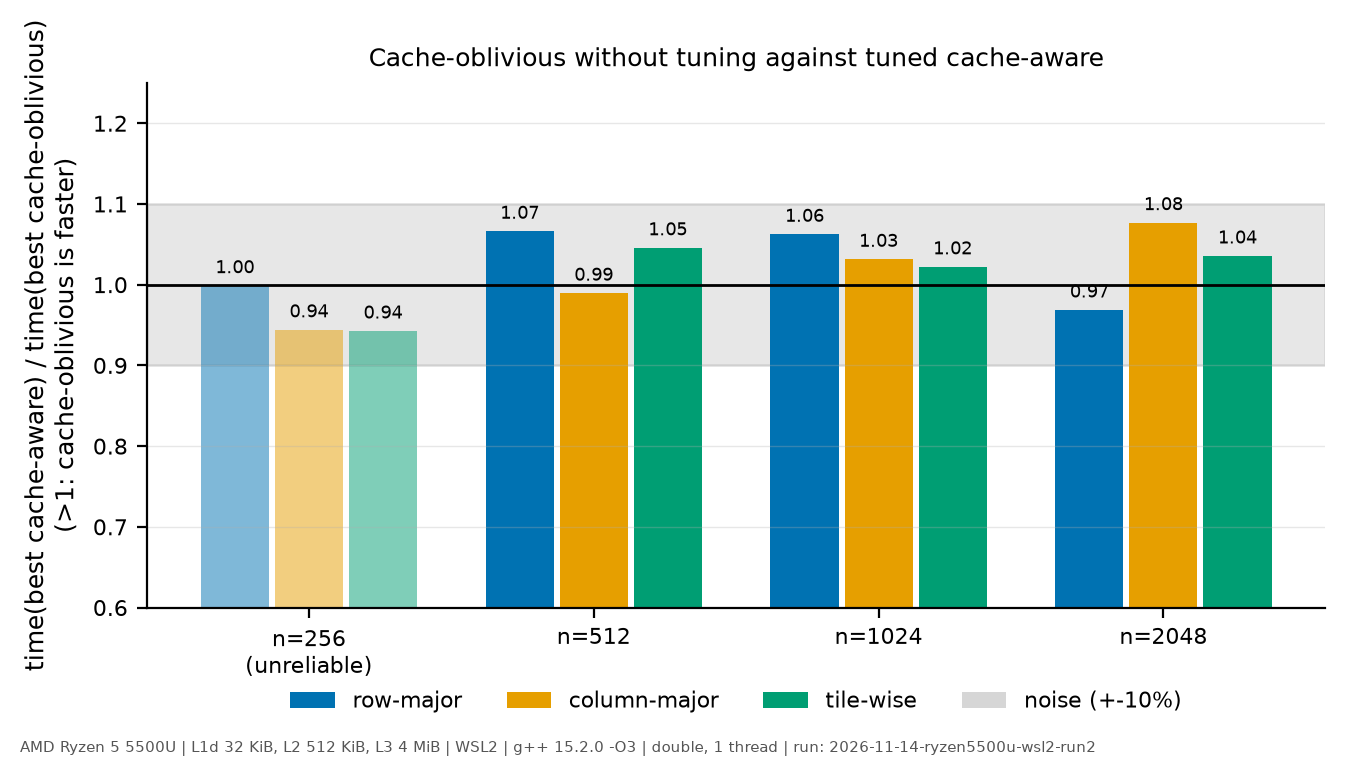 Cache-oblivious without tuning against tuned cache-aware
time(best cache-aware) / time(best cache-oblivious)
(>1: cache-oblivious is faster)
1.2
1.1
1.0
0.9
0.8
0.7
0.6
1.00
0.94
0.94
1.07
0.99
1.05
1.06
1.03
1.02
0.97
1.08
1.04
n=256
(unreliable)
n=512
n=1024
n=2048
row-major
column-major
tile-wise
noise (+-10%)
AMD Ryzen 5 5500U | L1d 32 KiB, L2 512 KiB, L3 4 MiB | WSL2 | g++ 15.2.0 -O3 | double, 1 thread | run: 2026-11-14-ryzen5500u-wsl2-run2